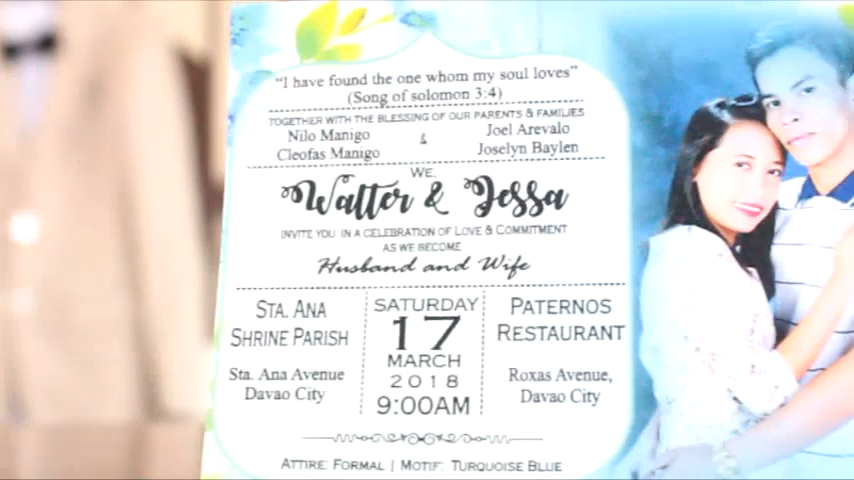 "I have found the one whom my soul loves"
(Song of solomon 3:4)
TOGETHER WITH THE BLESSING OF OUR PARENTS & FAMILIES
Nilo Manigo & Joel Arevalo
Cleofas Manigo Joselyn Baylen
WE,
Walter & Jessa
INVITE YOU IN A CELEBRATION OF LOVE & COMMITMENT
AS WE BECOME
Husband and Wife
STA. ANA
SHRINE PARISH
Sta. Ana Avenue
Davao City
SATURDAY
17
MARCH
2018
9:00AM
PATERNOS
RESTAURANT
Roxas Avenue,
Davao City
ATTIRE: FORMAL | MOTIF: TURQUOISE BLUE